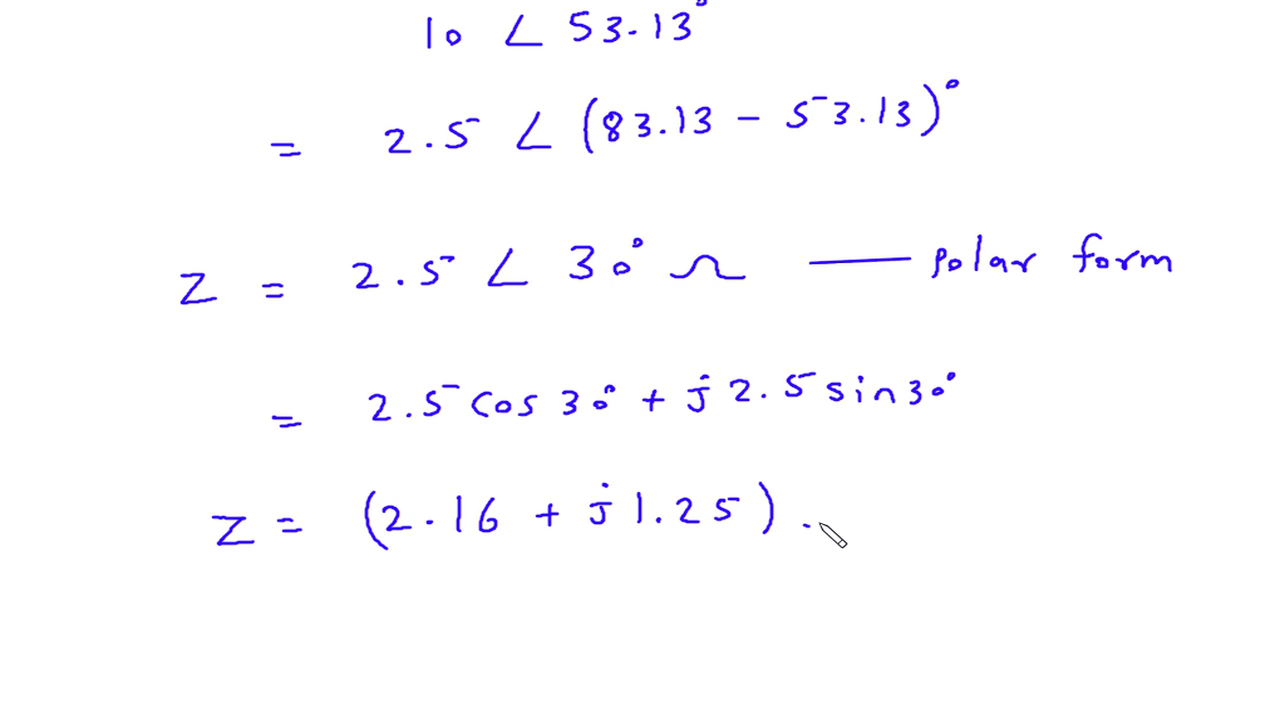 10 ∠ 53.13°
= 2.5 ∠ (83.13 - 53.13)°
Z = 2.5 ∠ 30° Ω — polar form
= 2.5 cos 30° + j 2.5 sin 30°
Z = (2.16 + j 1.25)